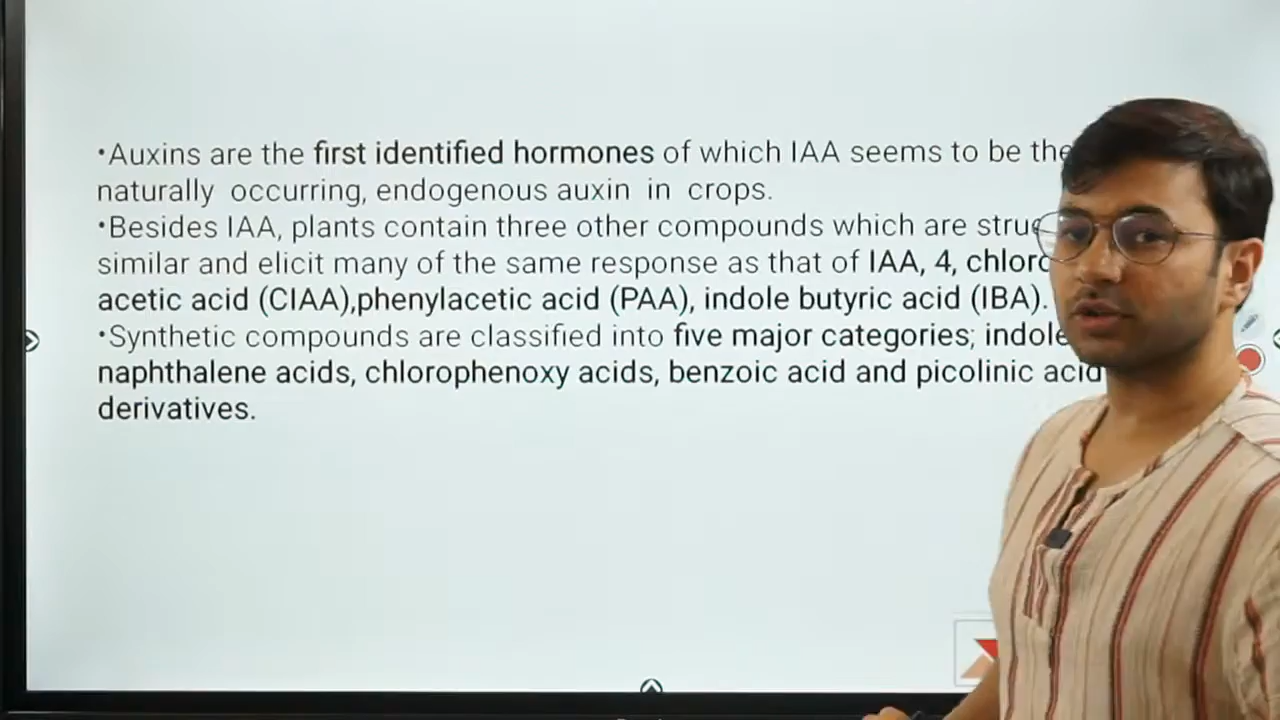 •Auxins are the first identified hormones of which IAA seems to be the
naturally occurring, endogenous auxin in crops.
•Besides IAA, plants contain three other compounds which are
similar and elicit many of the same response as that of IAA, 4,
acetic acid (CIAA),phenylacetic acid (PAA), indole butyric acid (IBA).
•Synthetic compounds are classified into five major categories; indole
naphthalene acids, chlorophenoxy acids, benzoic acid and picolinic acid
derivatives.